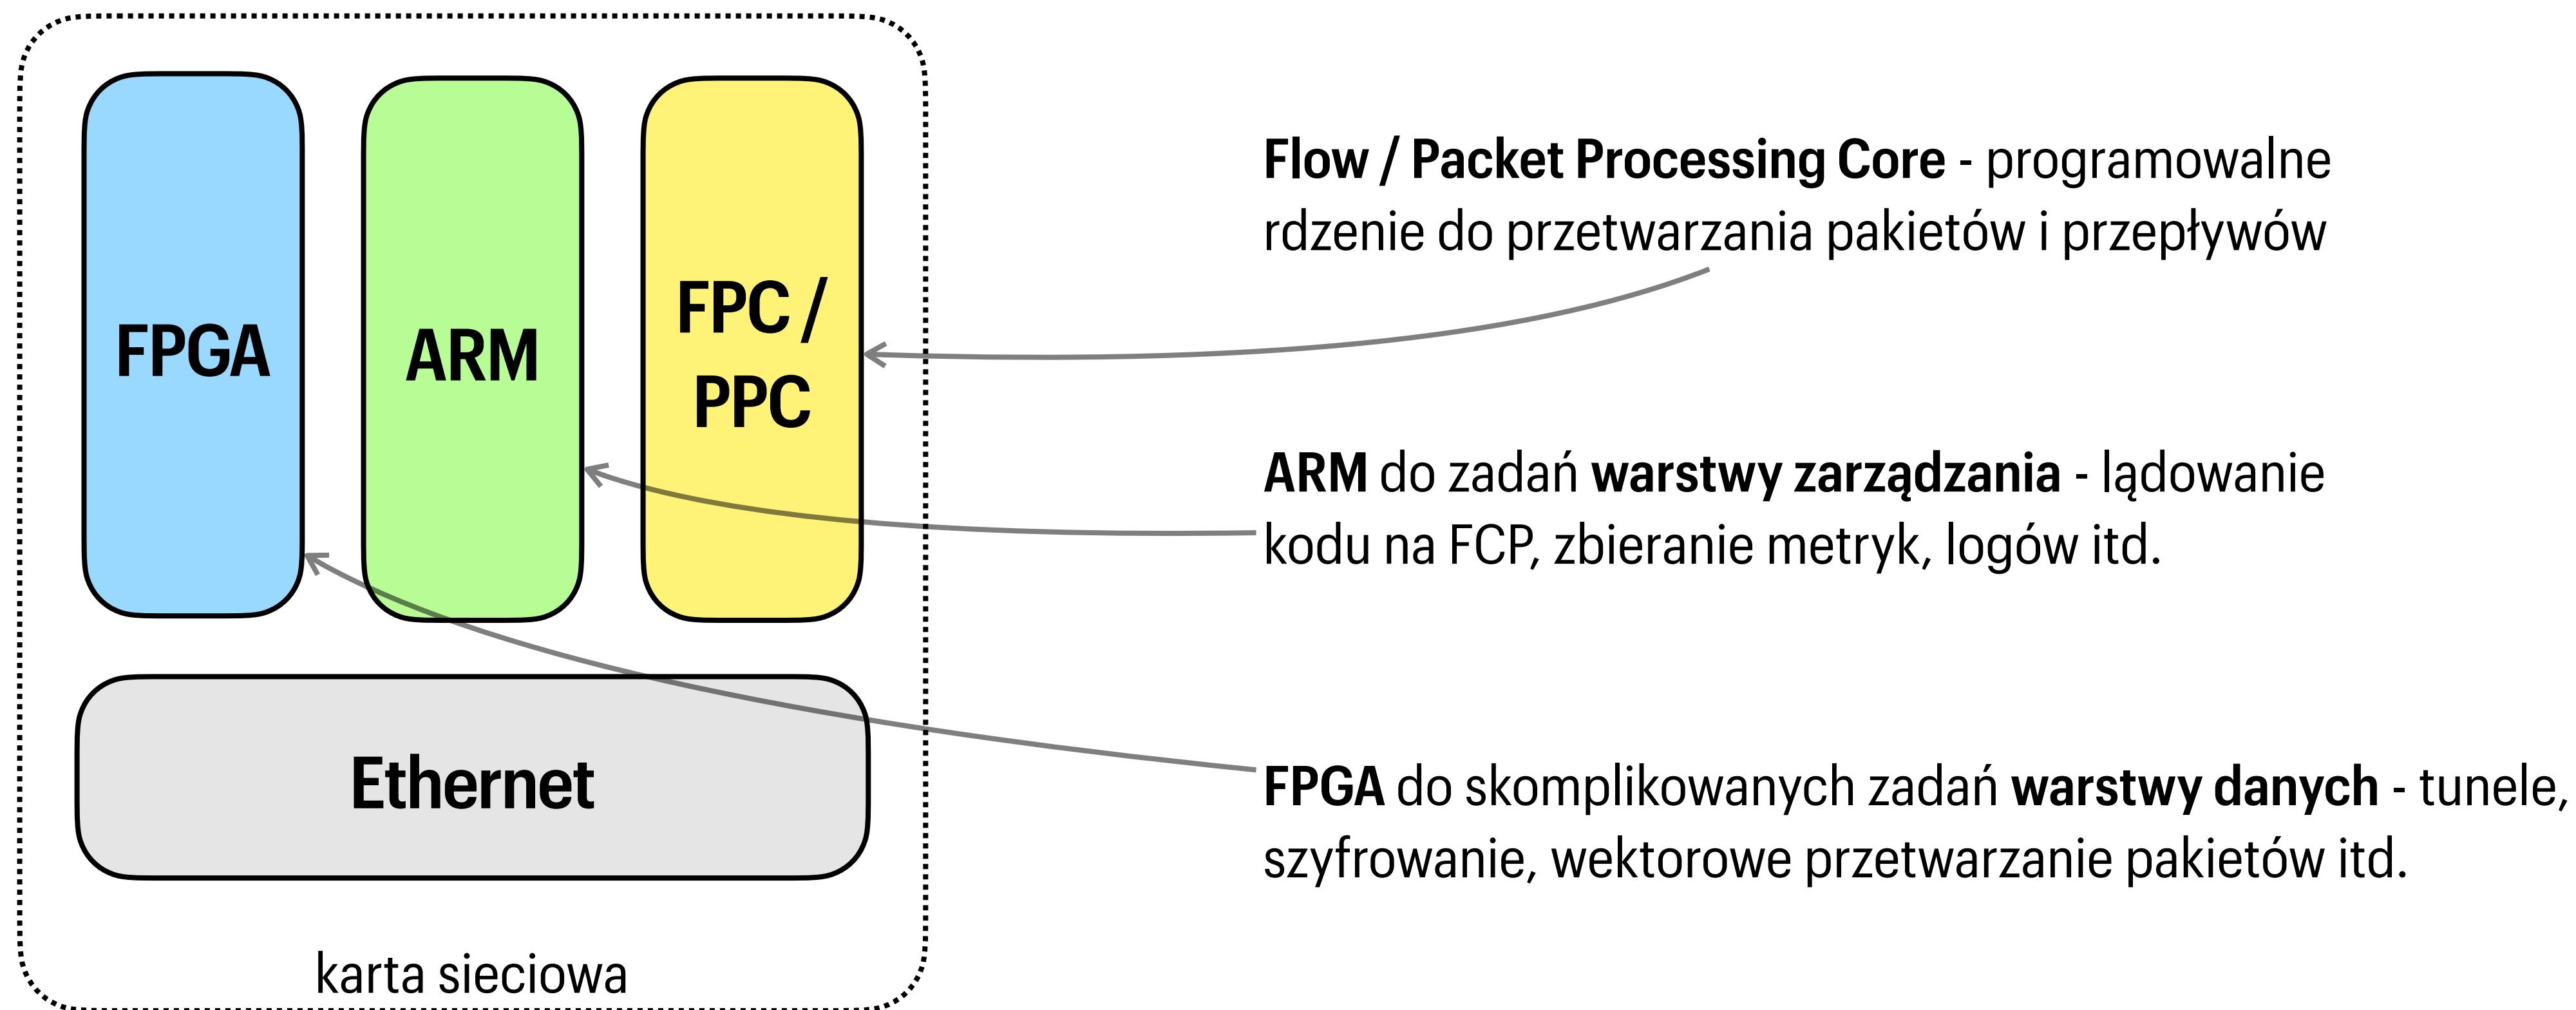 FPGA
ARM
FPC /
PPC
Ethernet
karta sieciowa
Flow / Packet Processing Core - programowalne
rdzenie do przetwarzania pakietów i przepływów
ARM do zadań warstwy zarządzania - lądowanie
kodu na FCP, zbieranie metryk, logów itd.
FPGA do skomplikowanych zadań warstwy danych - tunele,
szyfrowanie, wektorowe przetwarzanie pakietów itd.